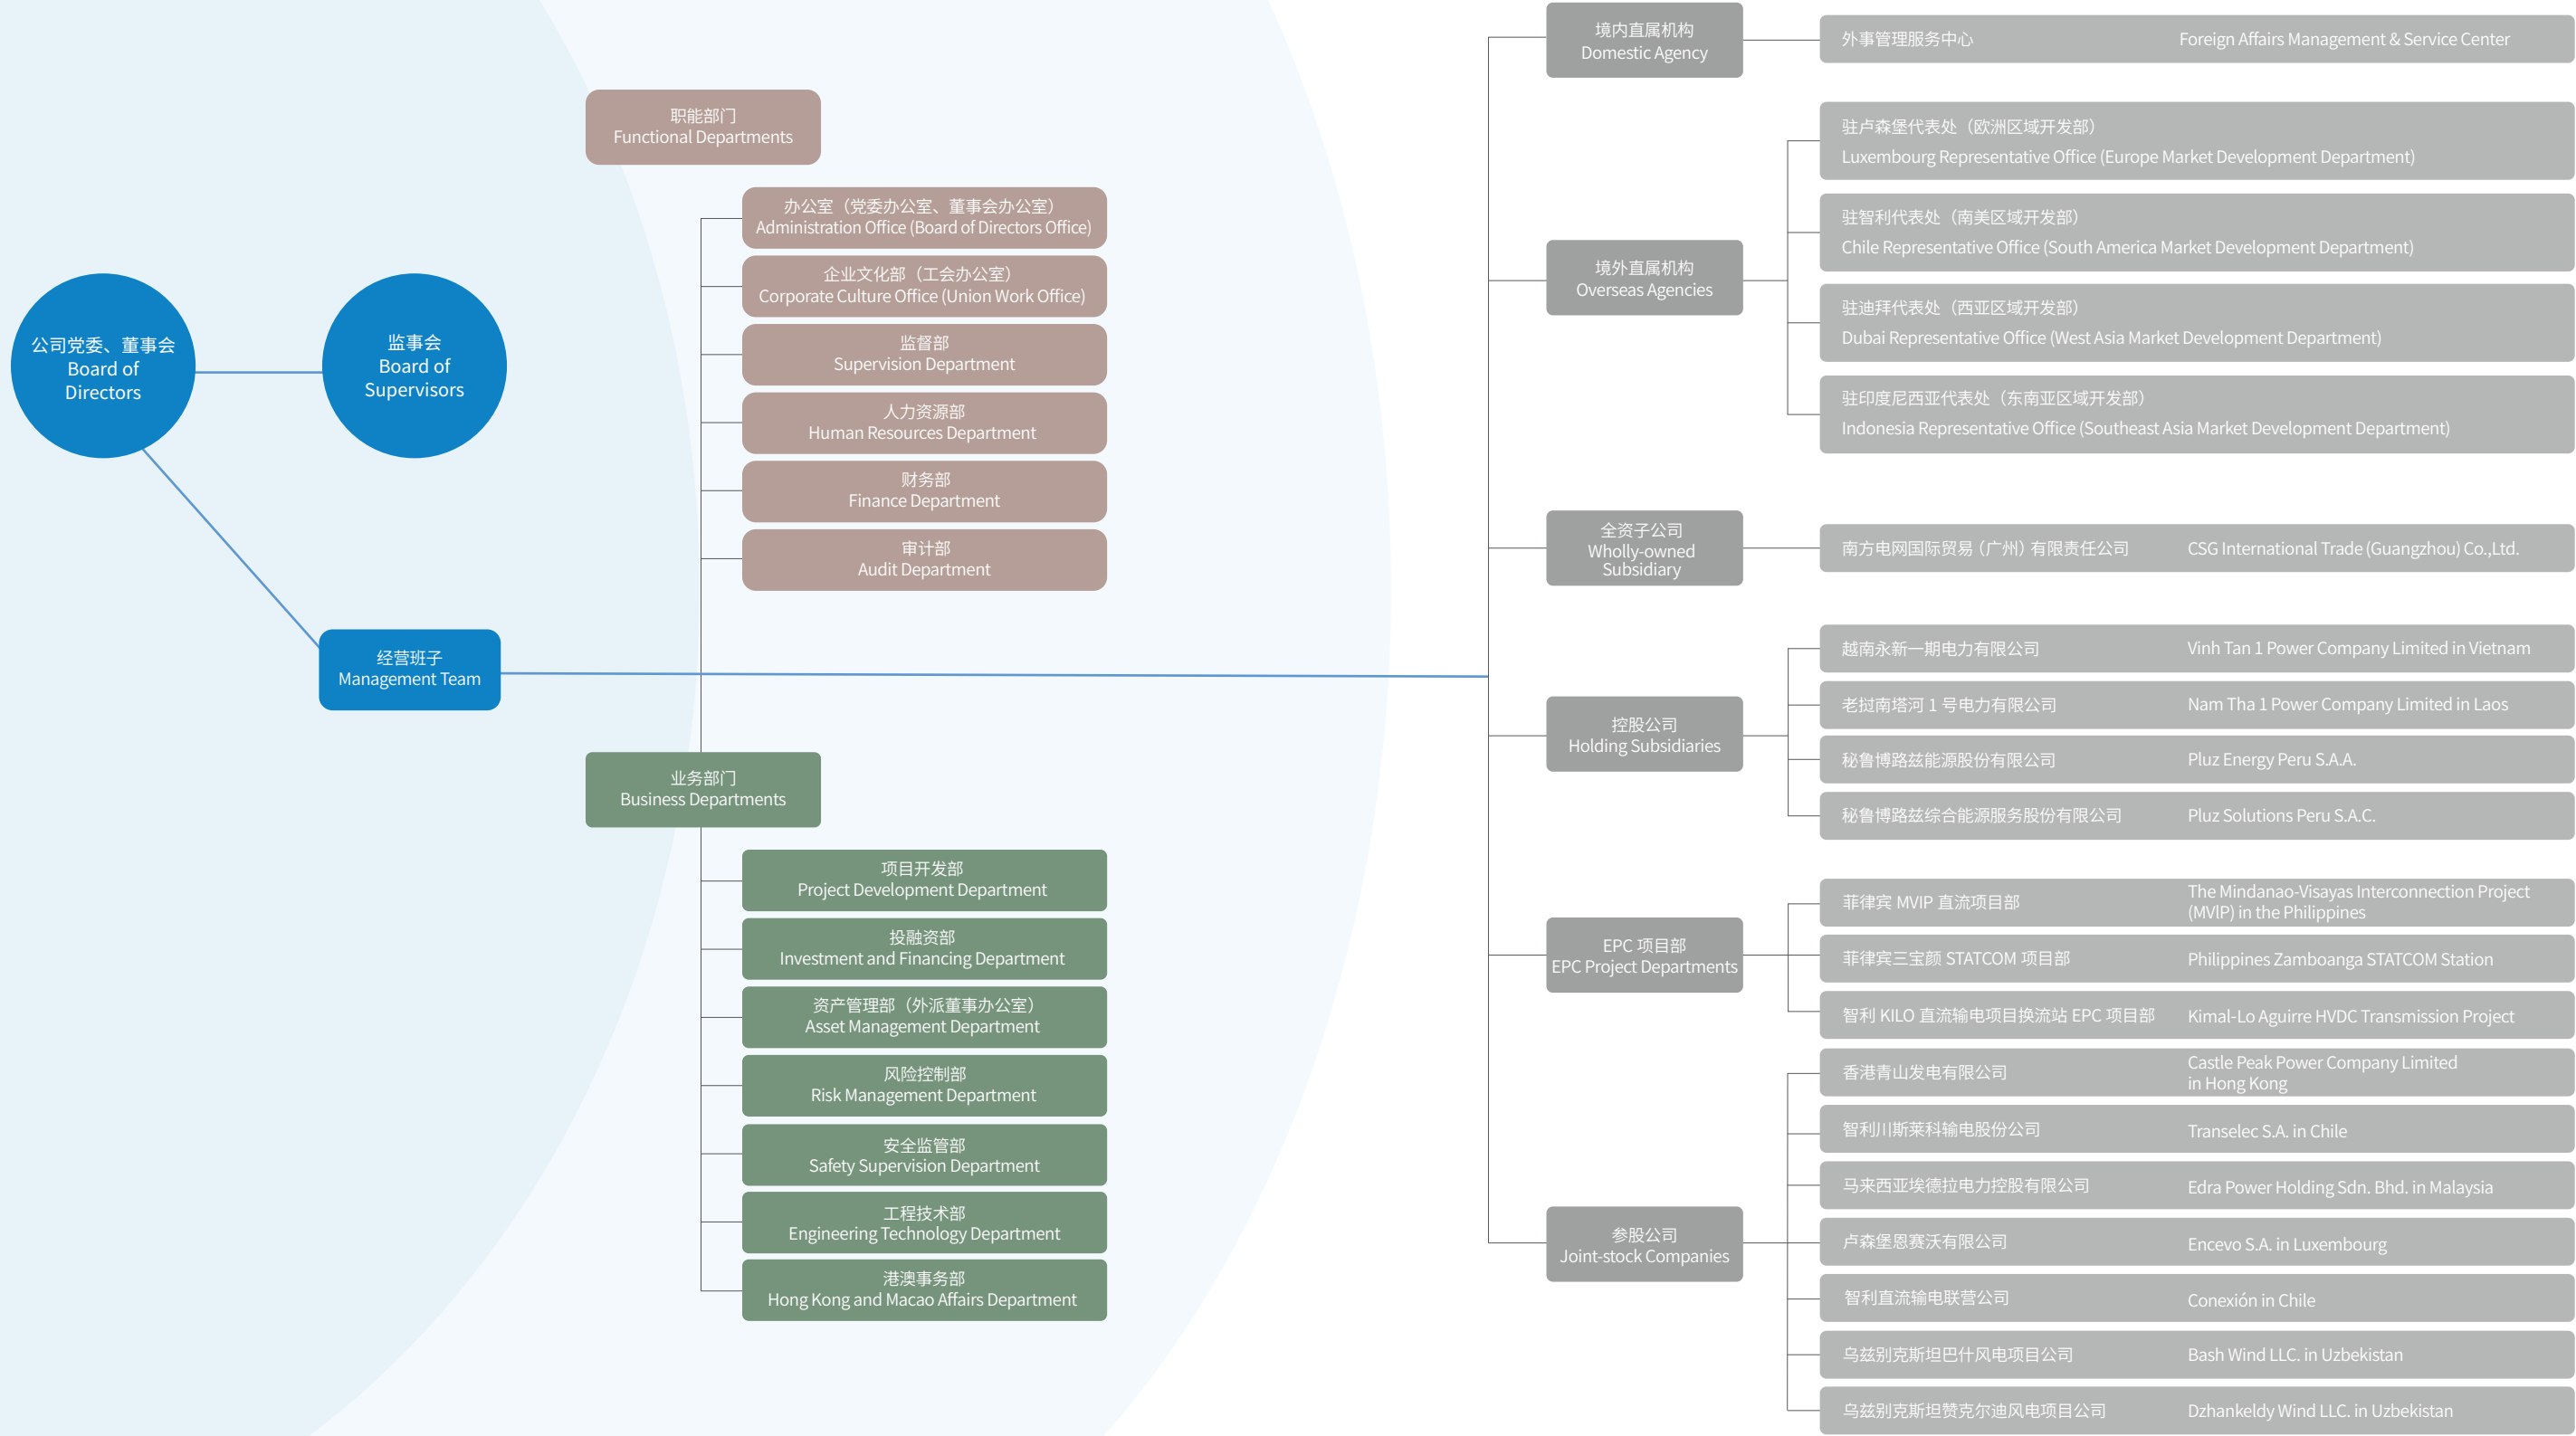 公司党委、董事会
Board of
Directors
监事会
Board of
Supervisors
经营班子
Management Team
职能部门
Functional Departments
办公室（党委办公室、董事会办公室）
Administration Office (Board of Directors Office)
企业文化部（工会办公室）
Corporate Culture Office (Union Work Office)
监督部
Supervision Department
人力资源部
Human Resources Department
财务部
Finance Department
审计部
Audit Department
业务部门
Business Departments
项目开发部
Project Development Department
投融资部
Investment and Financing Department
资产管理部（外派董事办公室）
Asset Management Department
风险控制部
Risk Management Department
安全监管部
Safety Supervision Department
工程技术部
Engineering Technology Department
港澳事务部
Hong Kong and Macao Affairs Department
境内直属机构
Domestic Agency
外事管理服务中心 Foreign Affairs Management & Service Center
境外直属机构
Overseas Agencies
驻卢森堡代表处（欧洲区域开发部）
Luxembourg Representative Office (Europe Market Development Department)
驻智利代表处（南美区域开发部）
Chile Representative Office (South America Market Development Department)
驻迪拜代表处（西亚区域开发部）
Dubai Representative Office (West Asia Market Development Department)
驻印度尼西亚代表处（东南亚区域开发部）
Indonesia Representative Office (Southeast Asia Market Development Department)
全资子公司
Wholly-owned
Subsidiary
南方电网国际贸易（广州）有限责任公司 CSG International Trade (Guangzhou) Co.,Ltd.
控股公司
Holding Subsidiaries
越南永新一期电力有限公司 Vinh Tan 1 Power Company Limited in Vietnam
老挝南塔河 1 号电力有限公司 Nam Tha 1 Power Company Limited in Laos
秘鲁博路兹能源股份有限公司 Pluz Energy Peru S.A.A.
秘鲁博路兹综合能源服务股份有限公司 Pluz Solutions Peru S.A.C.
EPC 项目部
EPC Project Departments
菲律宾 MVIP 直流项目部
The Mindanao-Visayas Interconnection Project
(MVlP) in the Philippines
菲律宾三宝颜 STATCOM 项目部 Philippines Zamboanga STATCOM Station
智利 KILO 直流输电项目换流站 EPC 项目部 Kimal-Lo Aguirre HVDC Transmission Project
参股公司
Joint-stock Companies
香港青山发电有限公司
Castle Peak Power Company Limited
in Hong Kong
智利川斯莱科输电股份公司 Transelec S.A. in Chile
马来西亚埃德拉电力控股有限公司 Edra Power Holding Sdn. Bhd. in Malaysia
卢森堡恩赛沃有限公司 Encevo S.A. in Luxembourg
智利直流输电联营公司 Conexión in Chile
乌兹别克斯坦巴什风电项目公司 Bash Wind LLC. in Uzbekistan
乌兹别克斯坦赞克尔迪风电项目公司 Dzhankeldy Wind LLC. in Uzbekistan